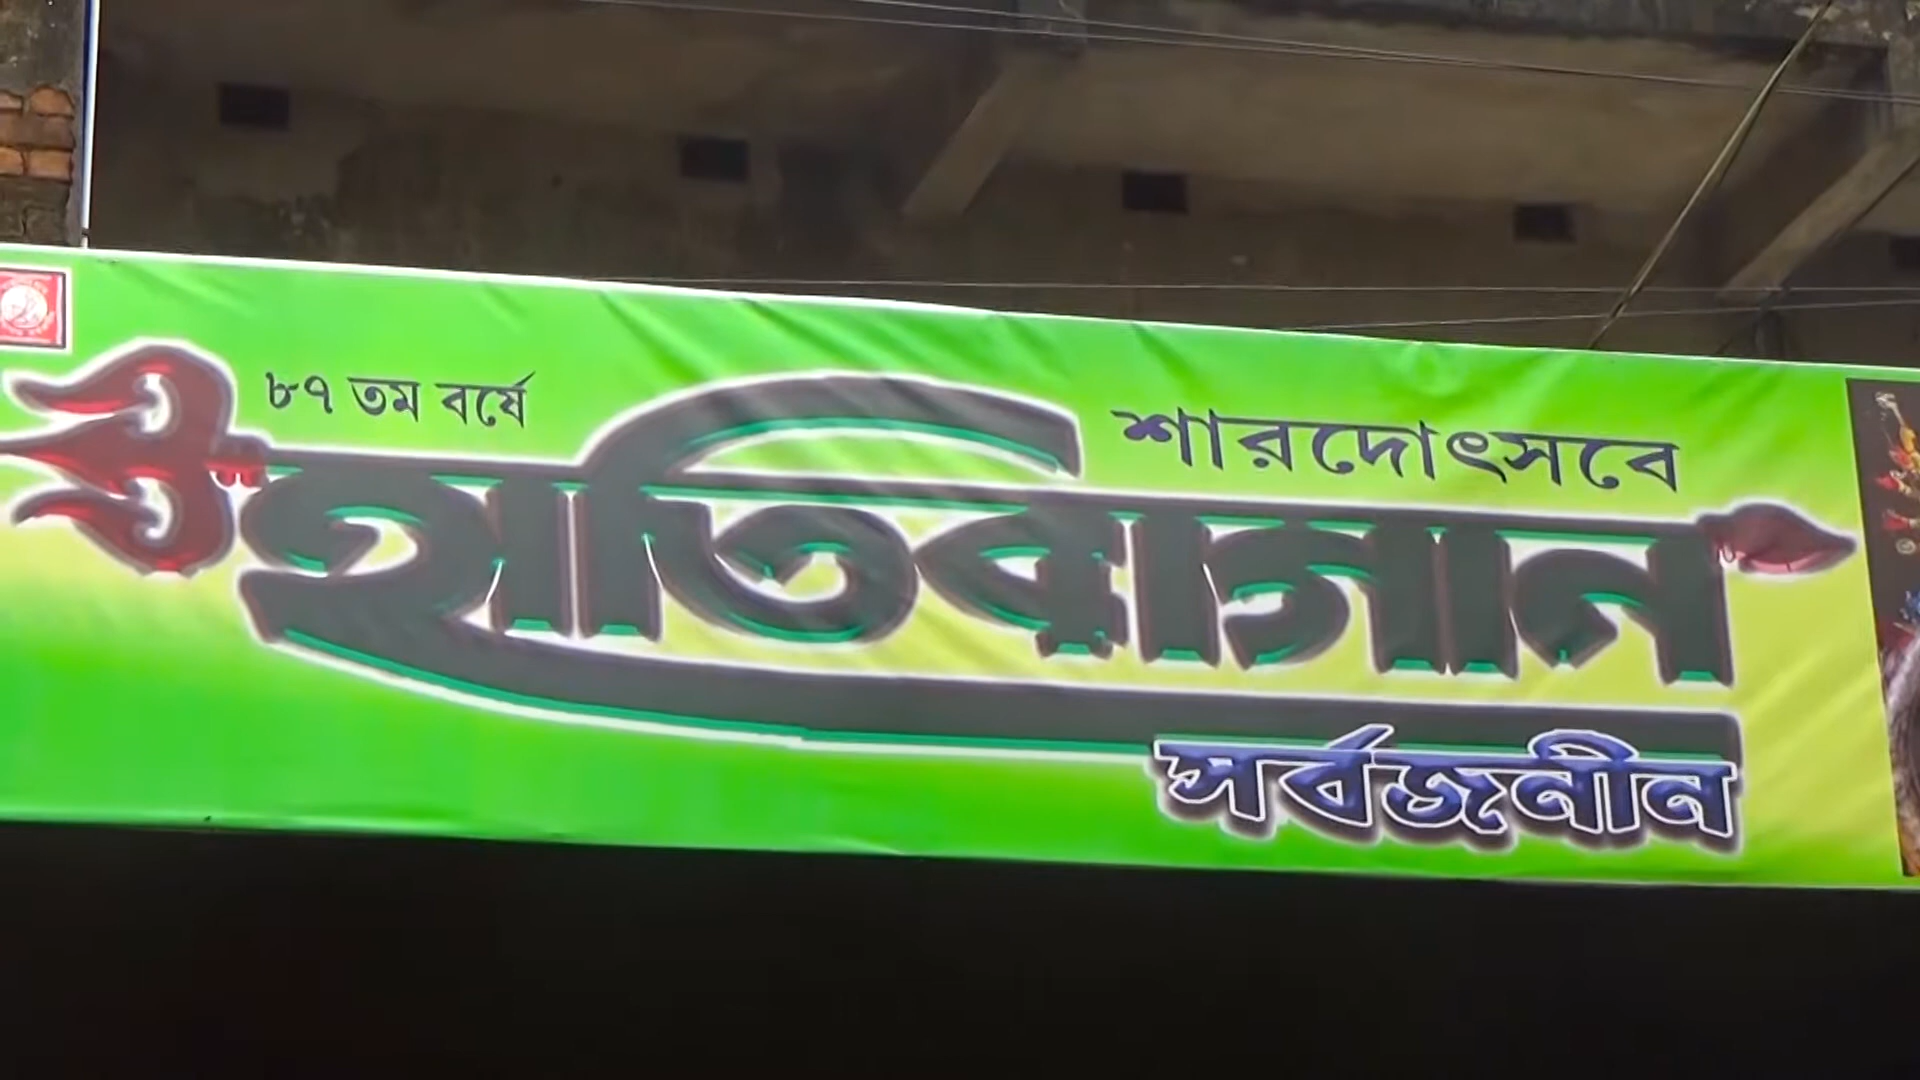 ৮৭ তম বর্ষে
শারদোৎসবে
হাতিবাগান
সর্বজনীন